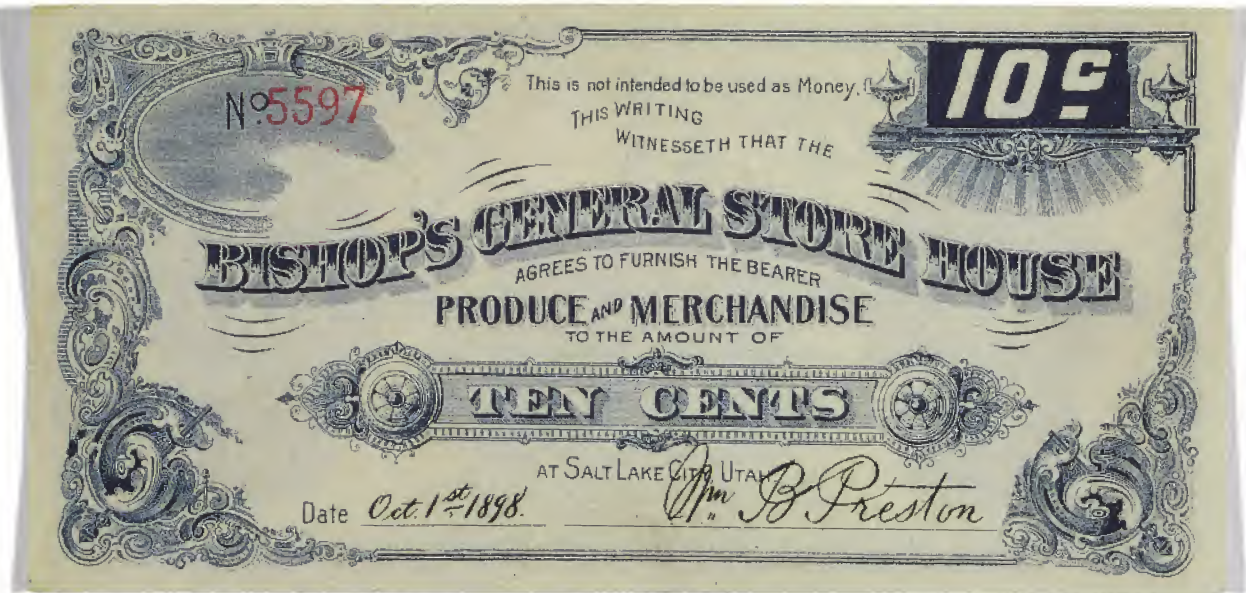 Nº 5597
10¢
This is not intended to be used as Money.
THIS WRITING
WITNESSETH THAT THE
BISHOP'S GENERAL STORE HOUSE
AGREES TO FURNISH THE BEARER
PRODUCE AND MERCHANDISE
TO THE AMOUNT OF
TEN CENTS
AT SALT LAKE CITY, UTAH
Date Oct. 1st 1898. Wm. B. Preston